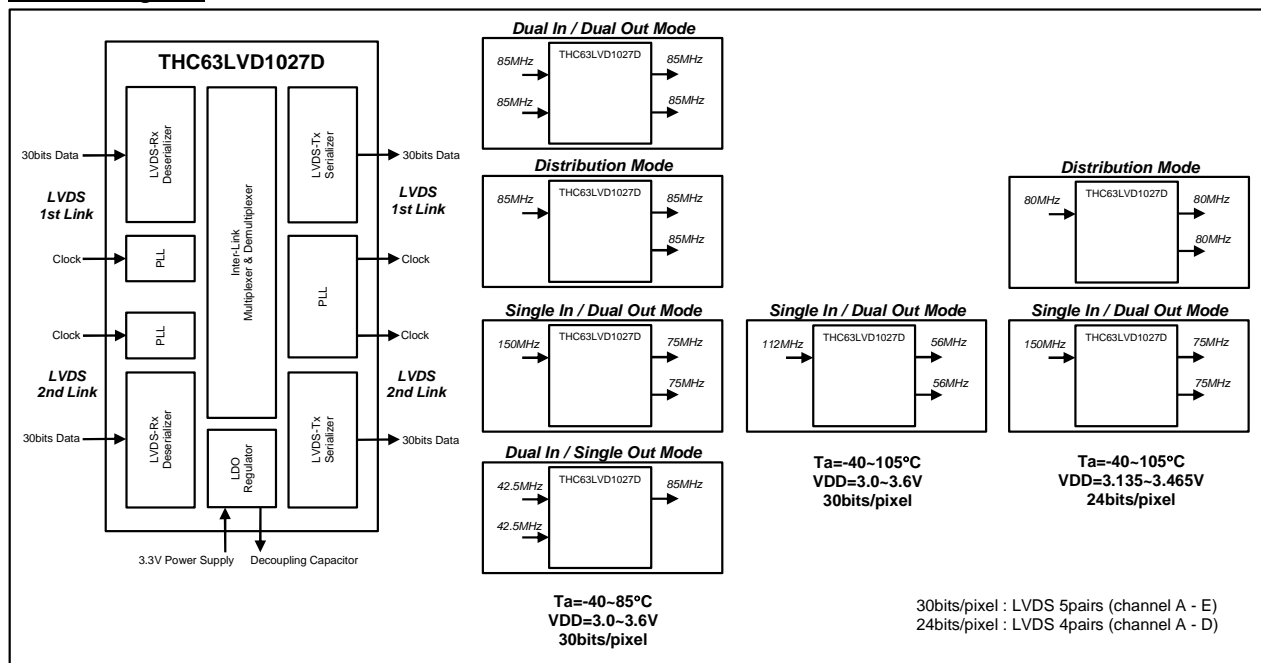 THC63LVD1027D
30bits Data
LVDS-Rx
Deserializer
LVDS
1st Link
Clock
PLL
Clock
PLL
LVDS
2nd Link
30bits Data
LVDS-Rx
Deserializer
Inter-Link
Multiplexer & Demultiplexer
LDO
Regulator
LVDS-Tx
Serializer
30bits Data
LVDS
1st Link
PLL
Clock
Clock
LVDS
2nd Link
LVDS-Tx
Serializer
30bits Data
3.3V Power Supply
Decoupling Capacitor
Dual In / Dual Out Mode
THC63LVD1027D
85MHz
85MHz
85MHz
85MHz
Distribution Mode
THC63LVD1027D
85MHz
85MHz
85MHz
Single In / Dual Out Mode
THC63LVD1027D
150MHz
75MHz
75MHz
Dual In / Single Out Mode
THC63LVD1027D
42.5MHz
85MHz
42.5MHz
Ta=-40~85°C
VDD=3.0~3.6V
30bits/pixel
Single In / Dual Out Mode
THC63LVD1027D
112MHz
56MHz
56MHz
Ta=-40~105°C
VDD=3.0~3.6V
30bits/pixel
Distribution Mode
THC63LVD1027D
80MHz
80MHz
80MHz
Single In / Dual Out Mode
THC63LVD1027D
150MHz
75MHz
75MHz
Ta=-40~105°C
VDD=3.135~3.465V
24bits/pixel
30bits/pixel : LVDS 5pairs (channel A - E)
24bits/pixel : LVDS 4pairs (channel A - D)